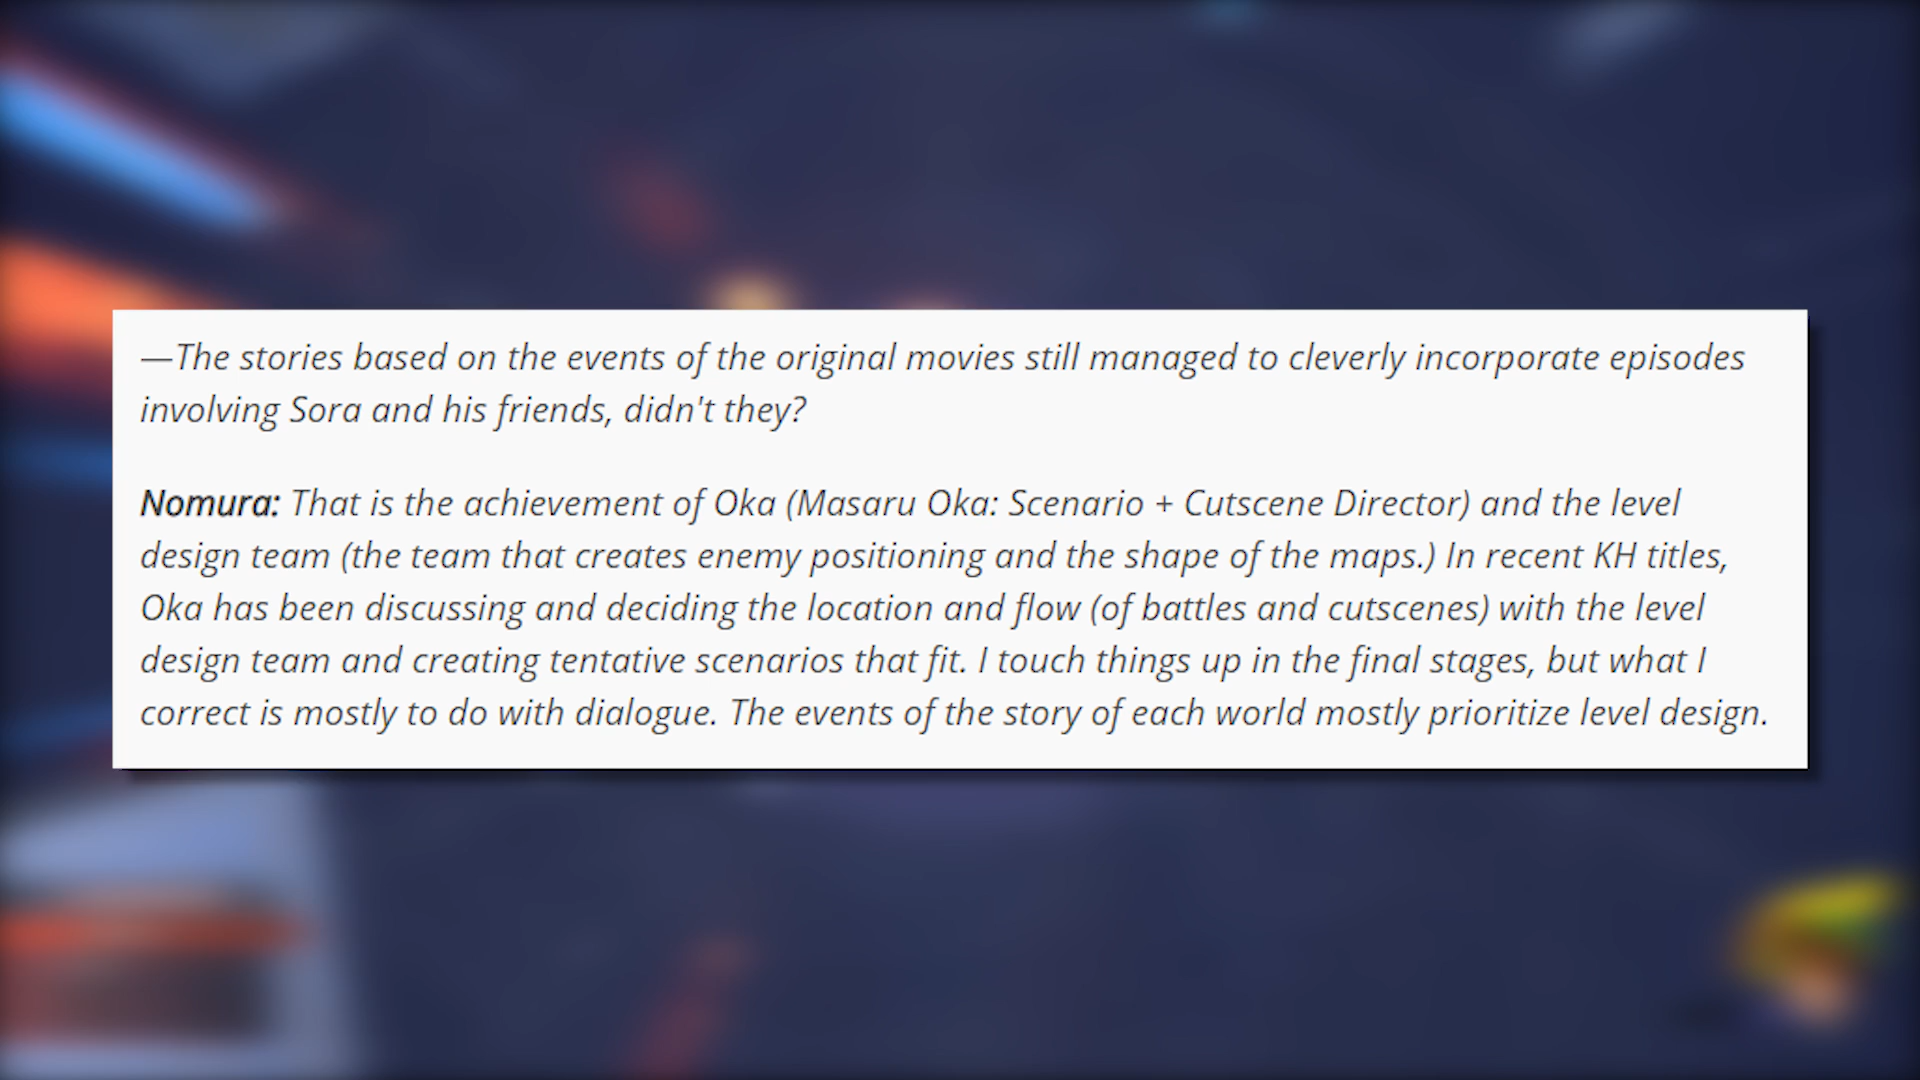 —The stories based on the events of the original movies still managed to cleverly incorporate episodes
involving Sora and his friends, didn't they?
Nomura: That is the achievement of Oka (Masaru Oka: Scenario + Cutscene Director) and the level
design team (the team that creates enemy positioning and the shape of the maps.) In recent KH titles,
Oka has been discussing and deciding the location and flow (of battles and cutscenes) with the level
design team and creating tentative scenarios that fit. I touch things up in the final stages, but what I
correct is mostly to do with dialogue. The events of the story of each world mostly prioritize level design.